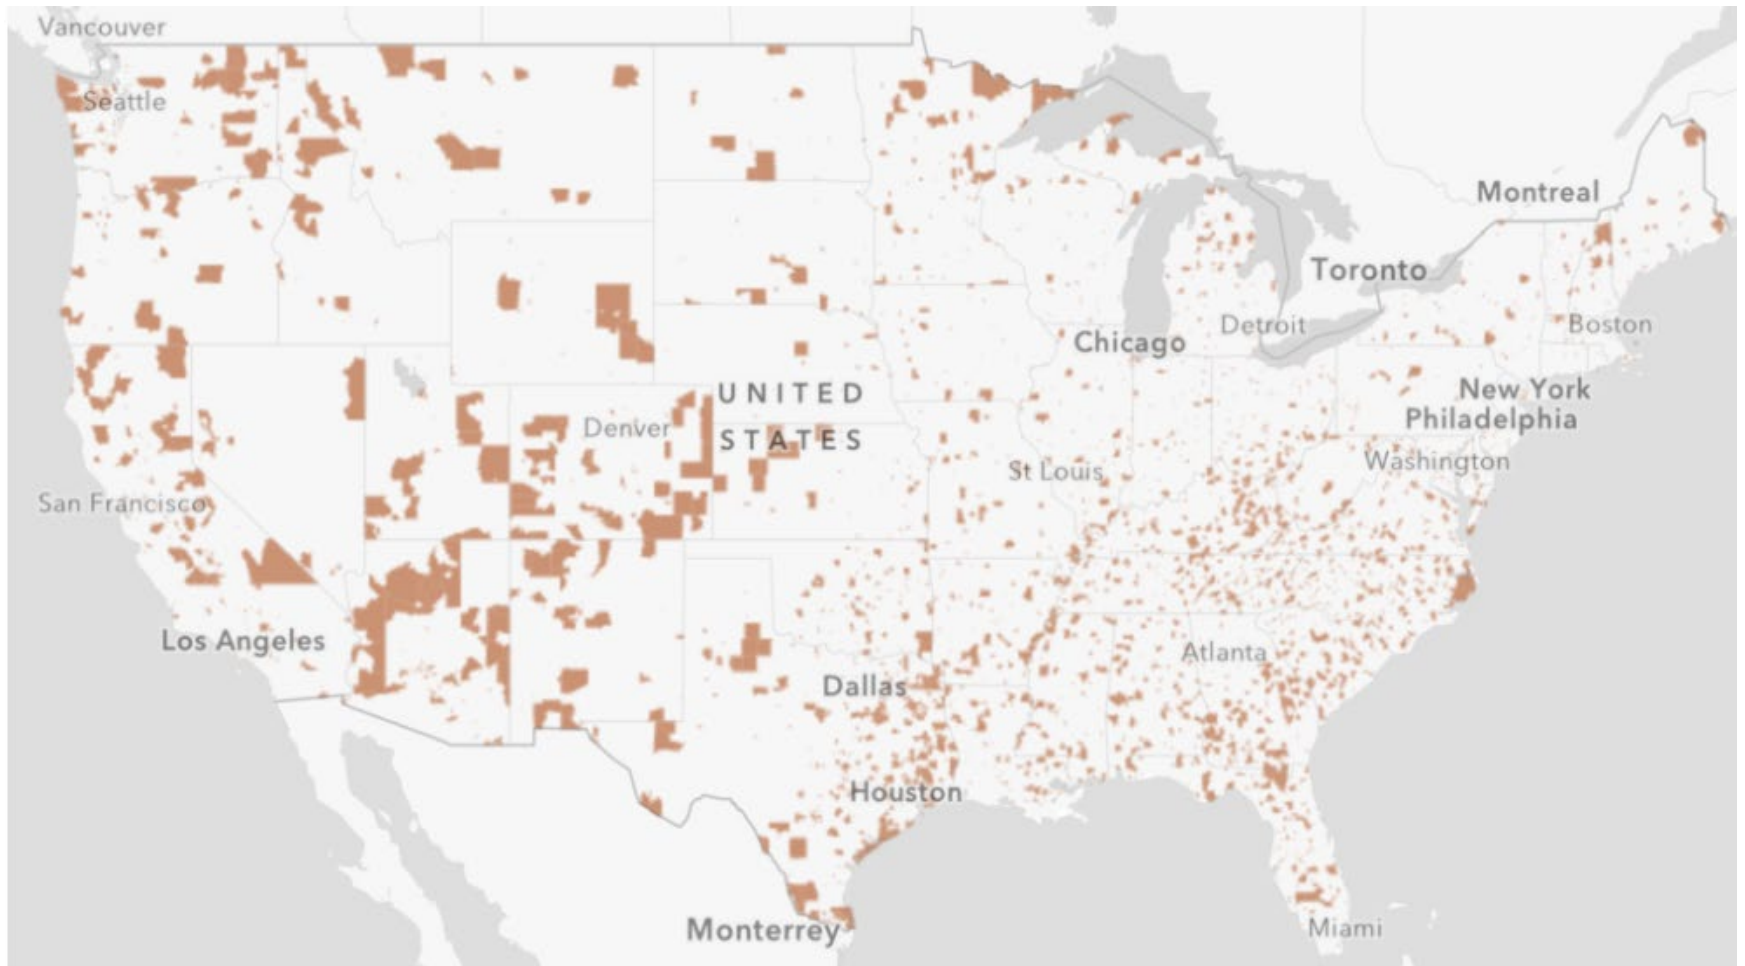 Vancouver
Seattle
Montreal
Toronto
Detroit
Boston
Chicago
UNITED
STATES
New York
Philadelphia
Denver
Washington
St Louis
San Francisco
Los Angeles
Atlanta
Dallas
Houston
Monterrey
Miami